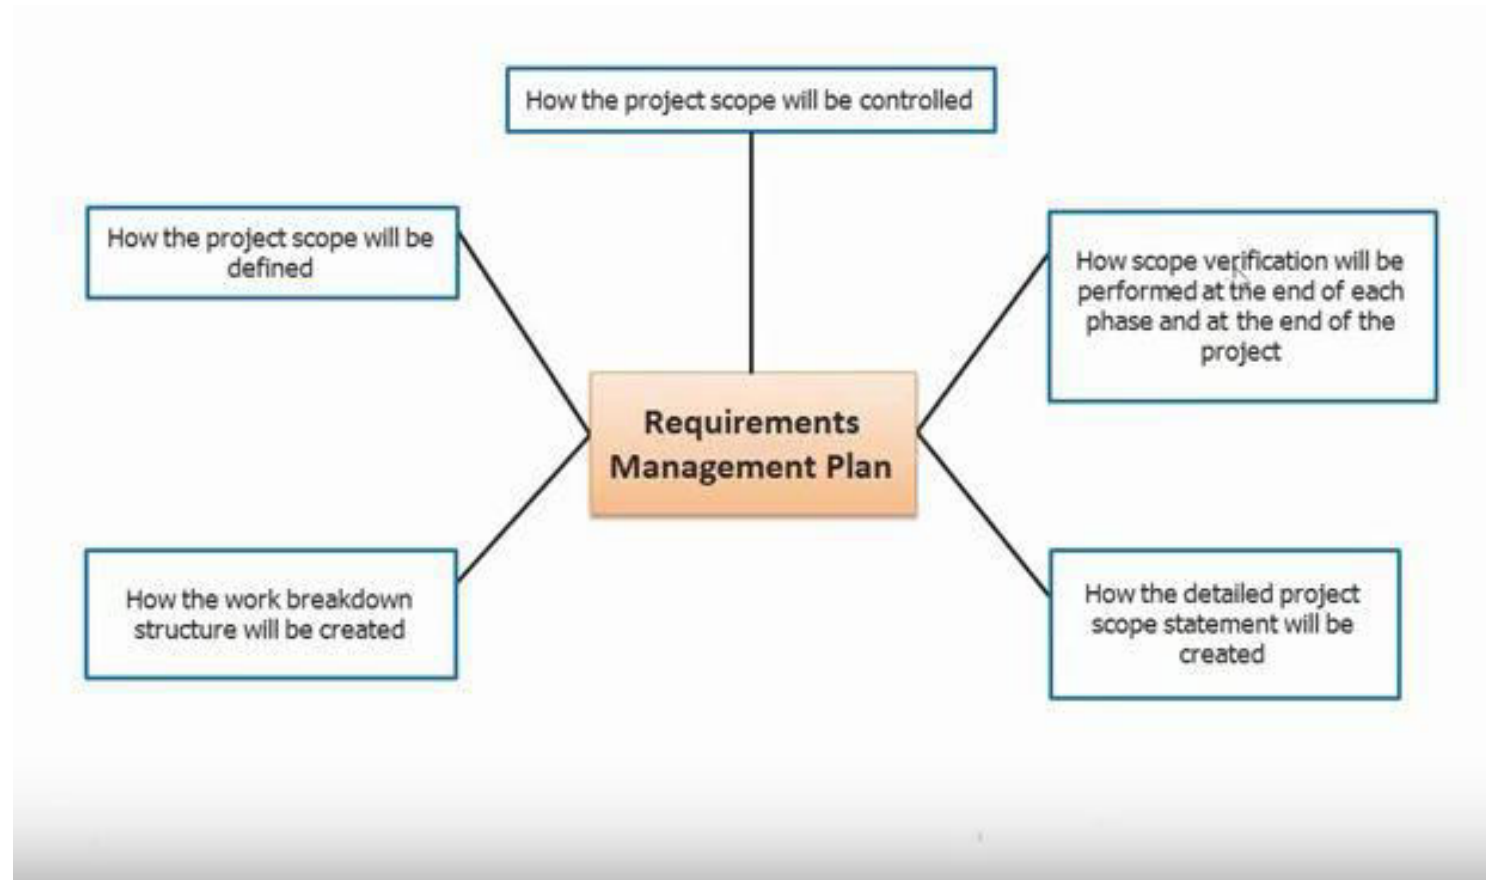 How the project scope will be controlled
How the project scope will be
defined
How scope verification will be
performed at the end of each
phase and at the end of the
project
Requirements
Management Plan
How the work breakdown
structure will be created
How the detailed project
scope statement will be
created